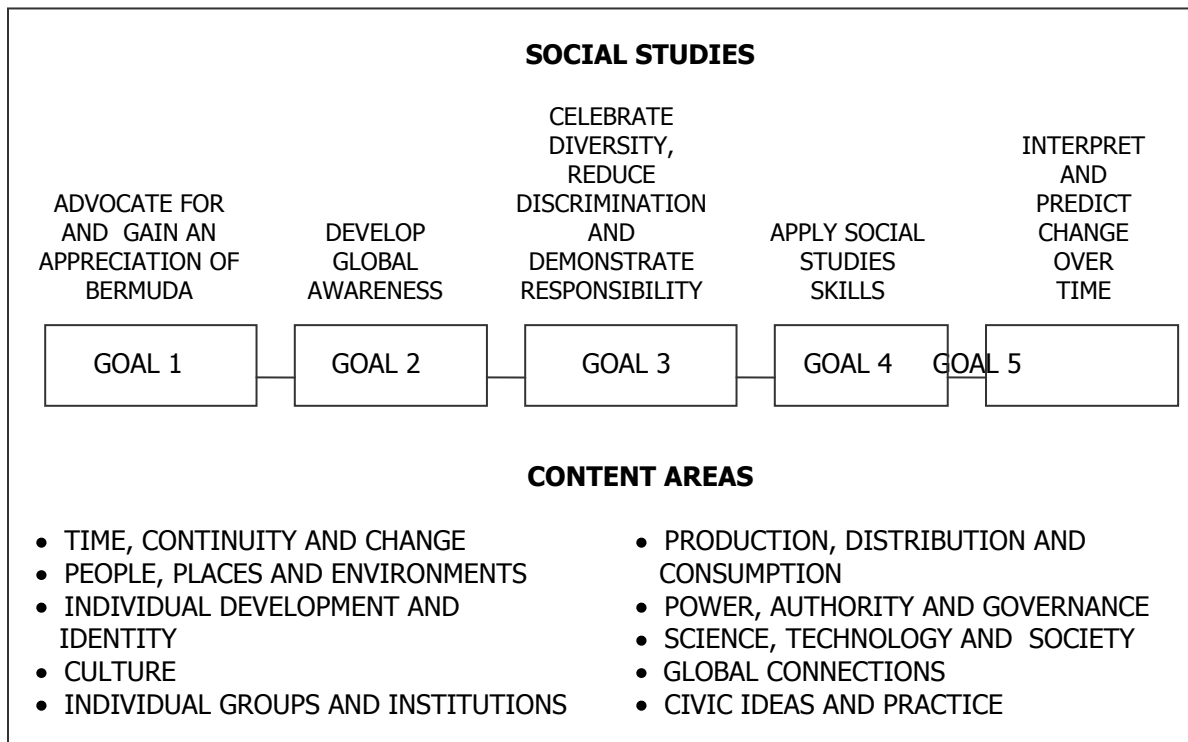 SOCIAL STUDIES
ADVOCATE FOR
AND GAIN AN
APPRECIATION OF
BERMUDA
DEVELOP
GLOBAL
AWARENESS
CELEBRATE
DIVERSITY,
REDUCE
DISCRIMINATION
AND
DEMONSTRATE
RESPONSIBILITY
APPLY SOCIAL
STUDIES
SKILLS
INTERPRET
AND
PREDICT
CHANGE
OVER
TIME
GOAL 1
GOAL 2
GOAL 3
GOAL 4
GOAL 5
CONTENT AREAS
• TIME, CONTINUITY AND CHANGE
• PEOPLE, PLACES AND ENVIRONMENTS
• INDIVIDUAL DEVELOPMENT AND
IDENTITY
• CULTURE
• INDIVIDUAL GROUPS AND INSTITUTIONS
• PRODUCTION, DISTRIBUTION AND
CONSUMPTION
• POWER, AUTHORITY AND GOVERNANCE
• SCIENCE, TECHNOLOGY AND SOCIETY
• GLOBAL CONNECTIONS
• CIVIC IDEAS AND PRACTICE